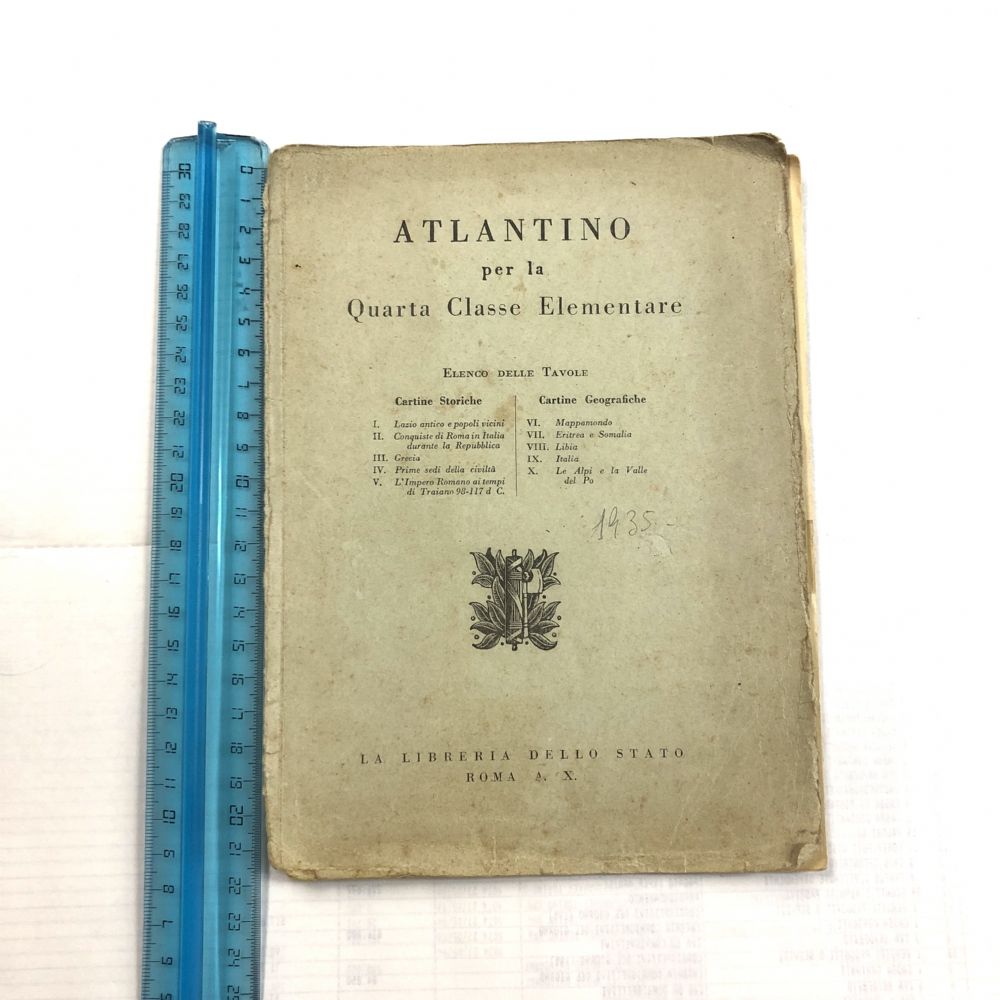 ATLANTINO
per la
Quarta Classe Elementare
ELENCO DELLE TAVOLE
Cartine Storiche
I. Lazio antico e popoli vicini
II. Conquiste di Roma in Italia
durante la Repubblica
III. Grecia
IV. Prime sedi della civiltà
V. L'Impero Romano ai tempi
di Traiano 98-117 d C.
Cartine Geografiche
VI. Mappamondo
VII. Eritrea e Somalia
VIII. Libia
IX. Italia
X. Le Alpi e la Valle
del Po
1935
LA LIBRERIA DELLO STATO
ROMA A. X.